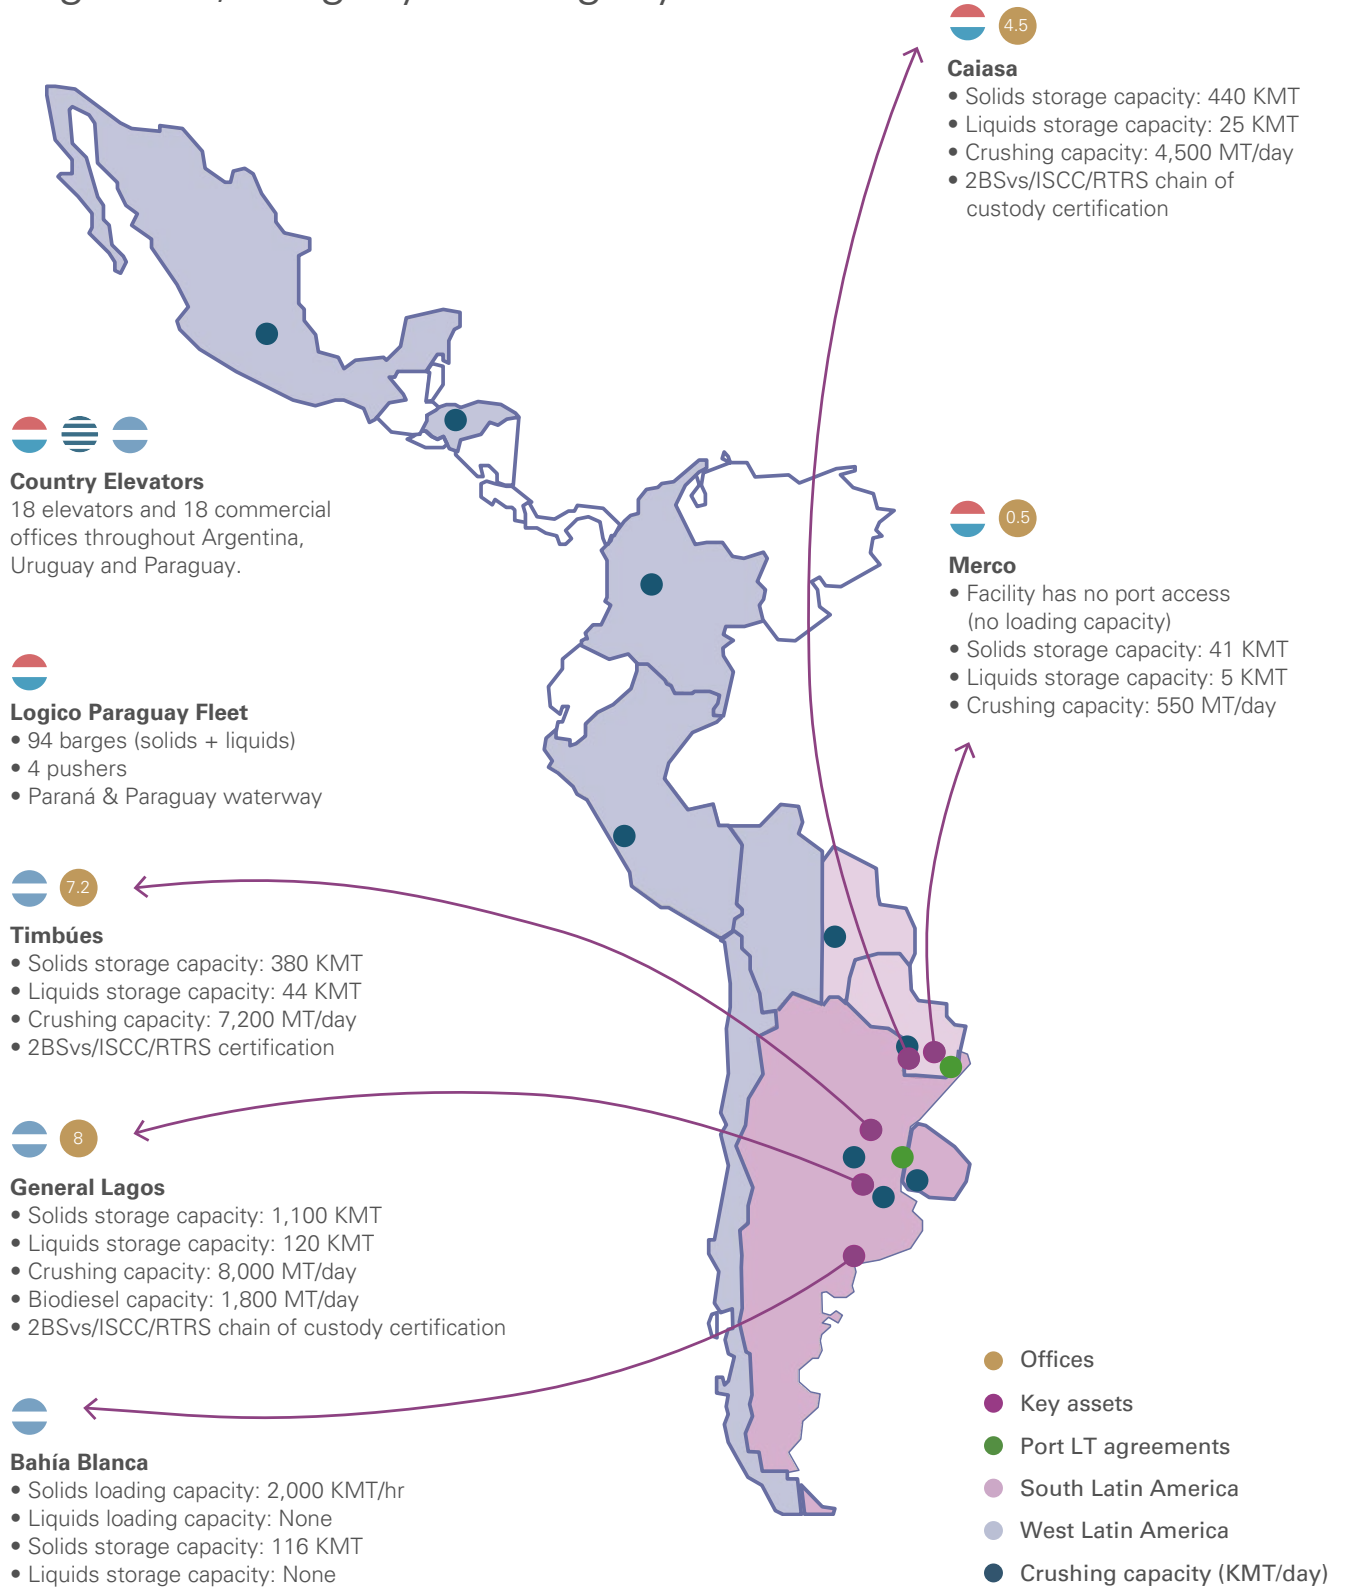 4.5
Caiasa
• Solids storage capacity: 440 KMT
• Liquids storage capacity: 25 KMT
• Crushing capacity: 4,500 MT/day
• 2BSvs/ISCC/RTRS chain of
custody certification
Country Elevators
18 elevators and 18 commercial
offices throughout Argentina,
Uruguay and Paraguay.
0.5
Merco
• Facility has no port access
(no loading capacity)
• Solids storage capacity: 41 KMT
• Liquids storage capacity: 5 KMT
• Crushing capacity: 550 MT/day
Logico Paraguay Fleet
• 94 barges (solids + liquids)
• 4 pushers
• Paraná & Paraguay waterway
7.2
Timbúes
• Solids storage capacity: 380 KMT
• Liquids storage capacity: 44 KMT
• Crushing capacity: 7,200 MT/day
• 2BSvs/ISCC/RTRS certification
8
General Lagos
• Solids storage capacity: 1,100 KMT
• Liquids storage capacity: 120 KMT
• Crushing capacity: 8,000 MT/day
• Biodiesel capacity: 1,800 MT/day
• 2BSvs/ISCC/RTRS chain of custody certification
Bahía Blanca
• Solids loading capacity: 2,000 KMT/hr
• Liquids loading capacity: None
• Solids storage capacity: 116 KMT
• Liquids storage capacity: None
Offices
Key assets
Port LT agreements
South Latin America
West Latin America
Crushing capacity (KMT/day)